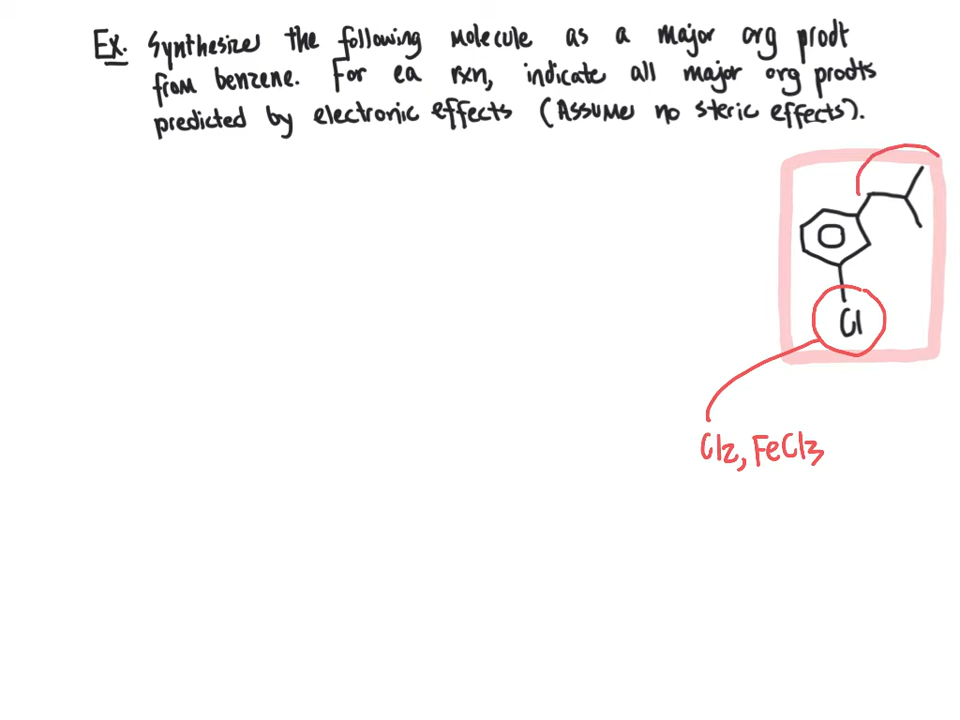 Ex. Synthesize the following molecule as a major org prodt
from benzene. For ea rxn, indicate all major org prodts
predicted by electronic effects (Assume no steric effects).
Cl
Cl2, FeCl3